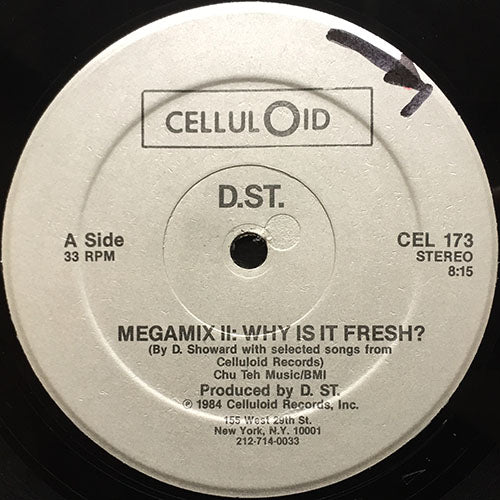 CELLULOID
D.ST.
A Side
33 RPM
CEL 173
STEREO
8:15
MEGAMIX II: WHY IS IT FRESH?
(By D. Showard with selected songs from
Celluloid Records)
Chu Teh Music/BMI
Produced by D. ST.
℗ 1984 Celluloid Records, Inc.
155 West 29th St.
New York, N.Y. 10001
212-714-0033